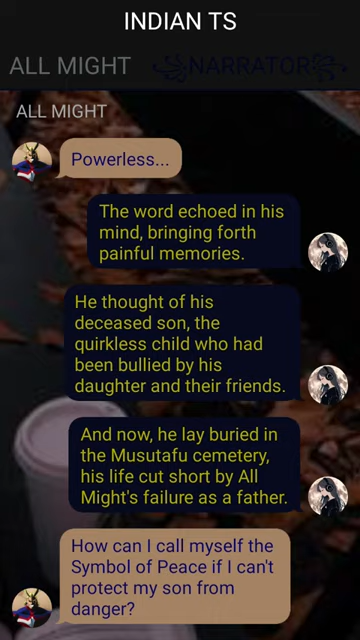 INDIAN TS
ALL MIGHT ꧁NARRATOR꧂
ALL MIGHT
Powerless...
The word echoed in his
mind, bringing forth
painful memories.
He thought of his
deceased son, the
quirkless child who had
been bullied by his
daughter and their friends.
And now, he lay buried in
the Musutafu cemetery,
his life cut short by All
Might's failure as a father.
How can I call myself the
Symbol of Peace if I can't
protect my son from
danger?